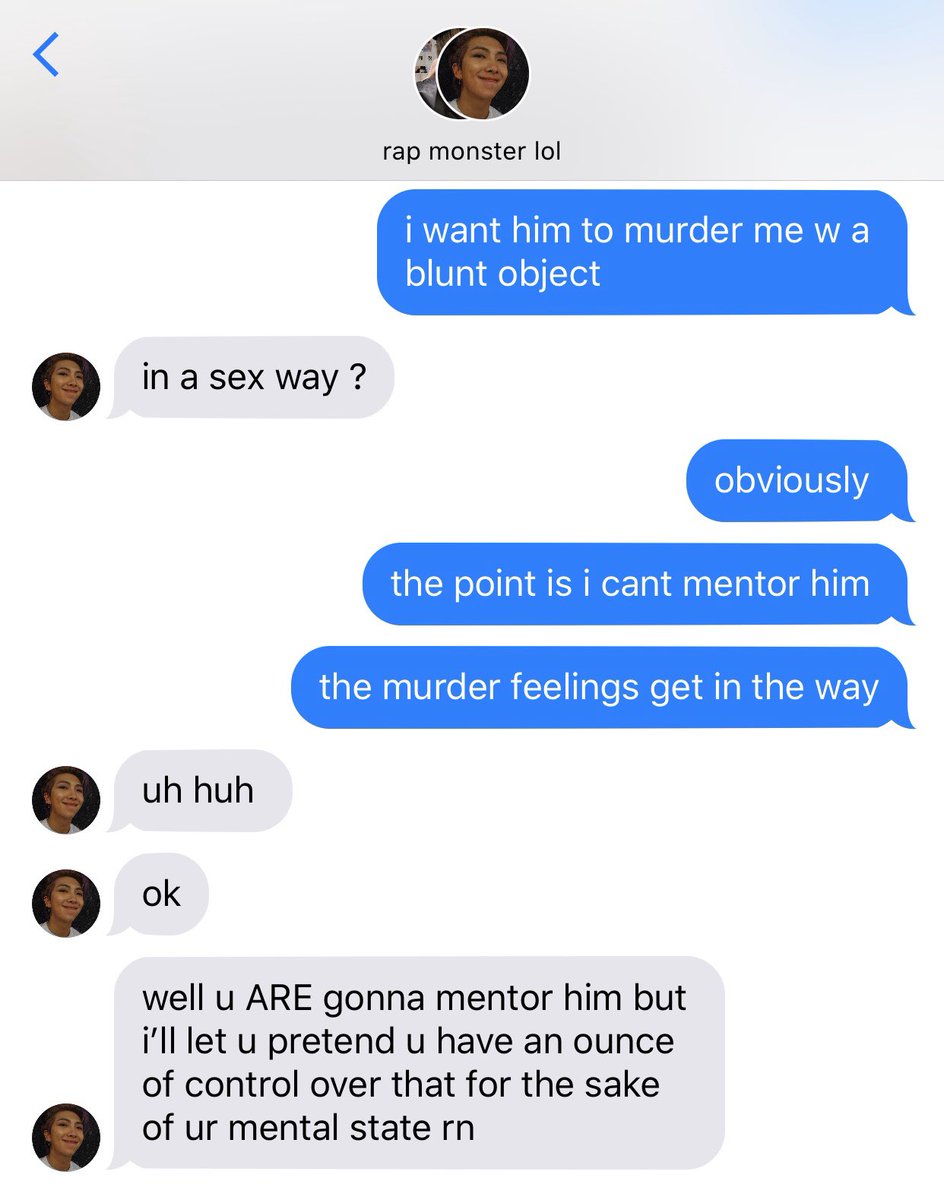 rap monster lol
i want him to murder me w a
blunt object
in a sex way ?
obviously
the point is i cant mentor him
the murder feelings get in the way
uh huh
ok
well u ARE gonna mentor him but
i’ll let u pretend u have an ounce
of control over that for the sake
of ur mental state rn